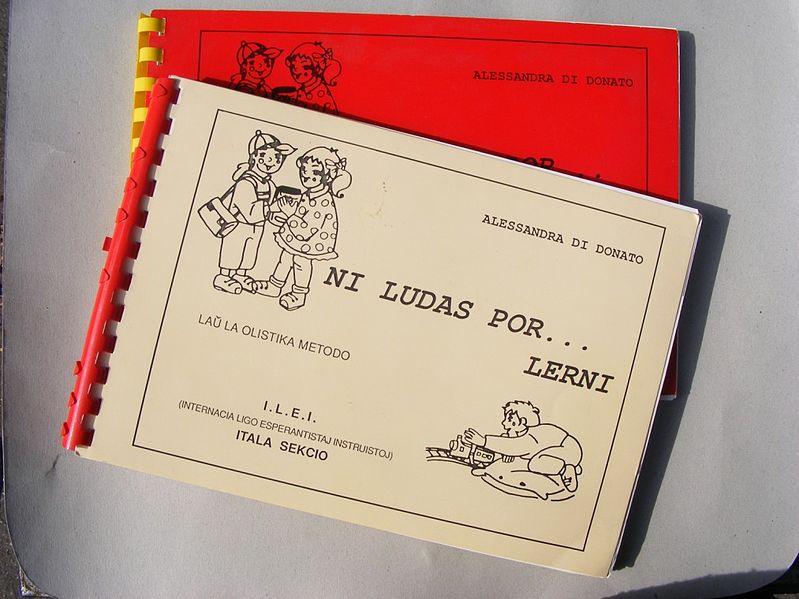 ALESSANDRA DI DONATO
POR...
ALESSANDRA DI DONATO
NI LUDAS POR...
LERNI
LAŬ LA OLISTIKA METODO
I.L.E.I.
(INTERNACIA LIGO ESPERANTISTAJ INSTRUISTOJ)
ITALA SEKCIO